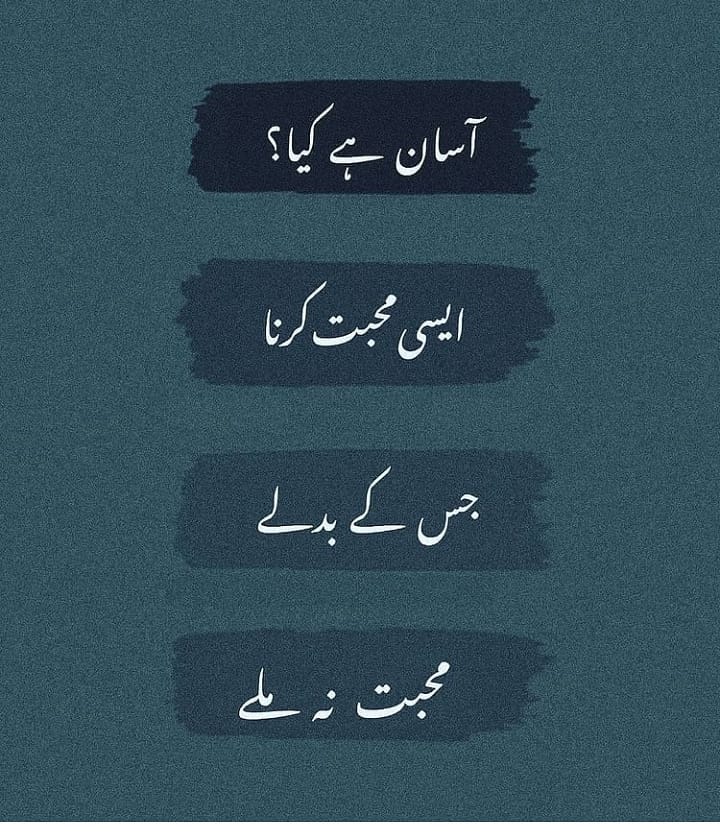 آسان ہے کیا؟
ایسی محبت کرنا
جس کے بدلے
محبت نہ ملے